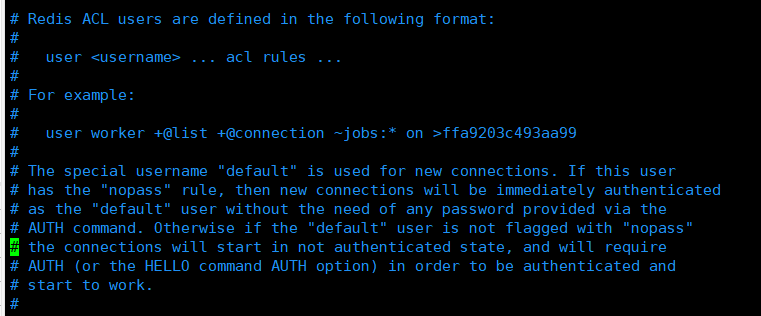 # Redis ACL users are defined in the following format:
#
#   user <username> ... acl rules ...
#
# For example:
#
#   user worker +@list +@connection ~jobs:* on >ffa9203c493aa99
#
# The special username "default" is used for new connections. If this user
# has the "nopass" rule, then new connections will be immediately authenticated
# as the "default" user without the need of any password provided via the
# AUTH command. Otherwise if the "default" user is not flagged with "nopass"
# the connections will start in not authenticated state, and will require
# AUTH (or the HELLO command AUTH option) in order to be authenticated and
# start to work.
#